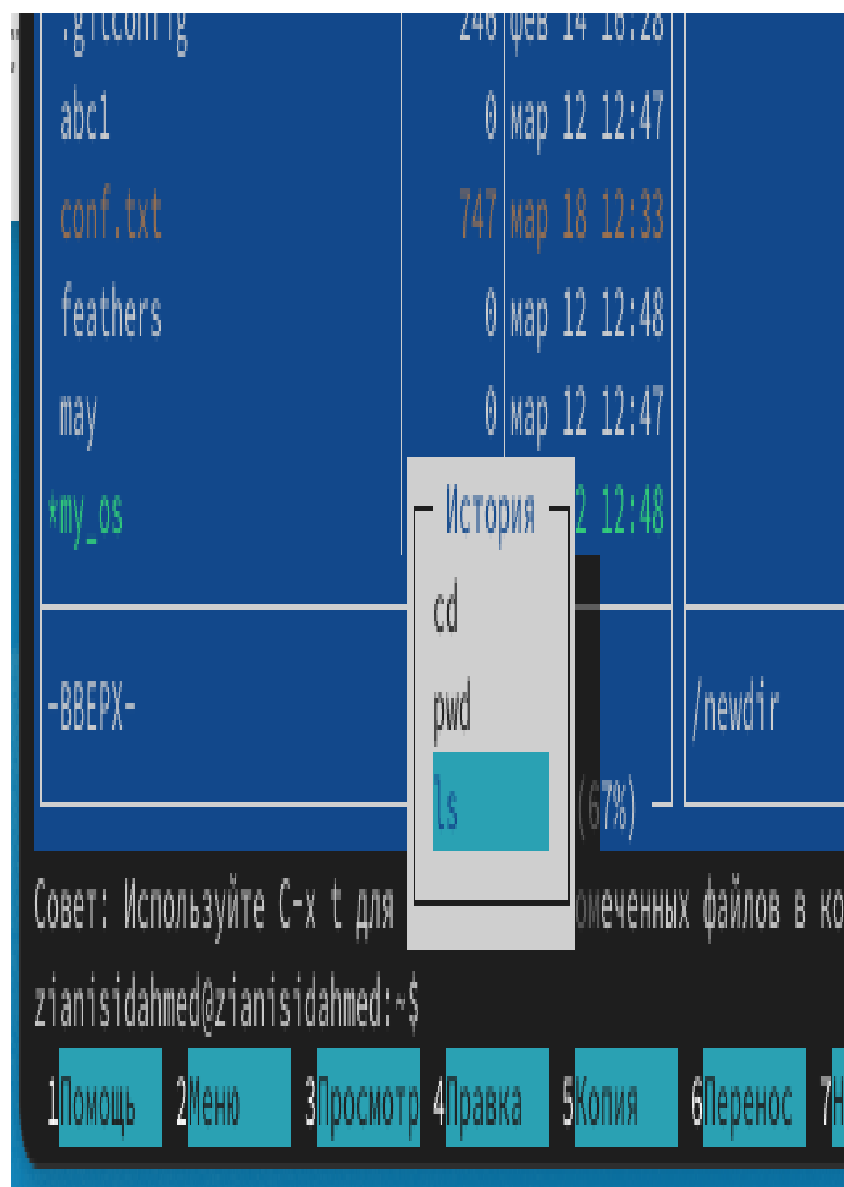 .gitconfig 246 фев 14 16:28
abc1 0 мар 12 12:47
conf.txt 747 мар 18 12:33
feathers 0 мар 12 12:48
may 0 мар 12 12:47
*my_os 2 12:48
История
cd
pwd
ls
-ВВЕРХ-
/newdir
(67%)
Совет: Используйте C-x t для омеченных файлов в ко
zianisidahmed@zianisidahmed:~$
1Помощь 2Меню 3Просмотр 4Правка 5Копия 6Перенос 7Н